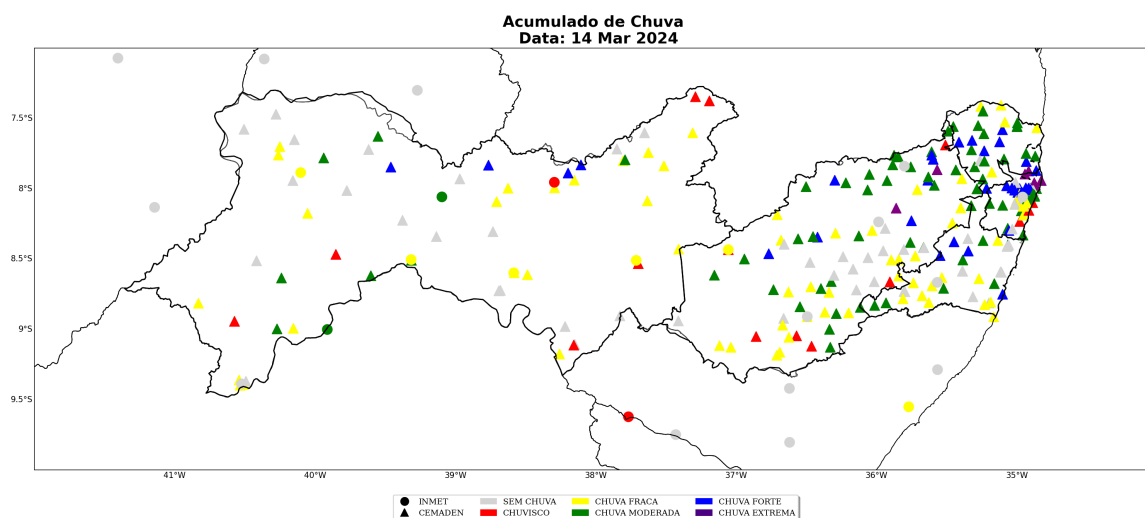 Acumulado de Chuva
Data: 14 Mar 2024
7.5°S
8°S
8.5°S
9°S
9.5°S
41°W 40°W 39°W 38°W 37°W 36°W 35°W
INMET SEM CHUVA CHUVA FRACA CHUVA FORTE
CEMADEN CHUVISCO CHUVA MODERADA CHUVA EXTREMA